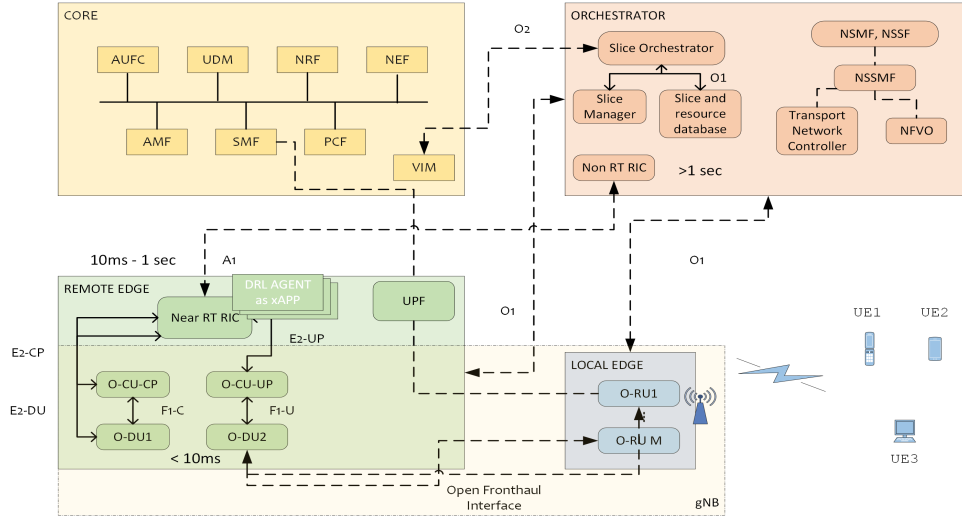 CORE
AUFC
UDM
NRF
NEF
AMF
SMF
PCF
VIM
O2
ORCHESTRATOR
Slice Orchestrator
O1
Slice
Manager
Slice and
resource
database
NSMF, NSSF
NSSMF
Transport
Network
Controller
NFVO
Non RT RIC
>1 sec
10ms - 1 sec
A1
O1
O1
REMOTE EDGE
DRL AGENT
as xAPP
Near RT RIC
UPF
E2-UP
E2-CP
E2-DU
O-CU-CP
O-CU-UP
F1-C
F1-U
O-DU1
O-DU2
< 10ms
LOCAL EDGE
O-RU1
O-RU M
Open Fronthaul
Interface
gNB
UE1
UE2
UE3